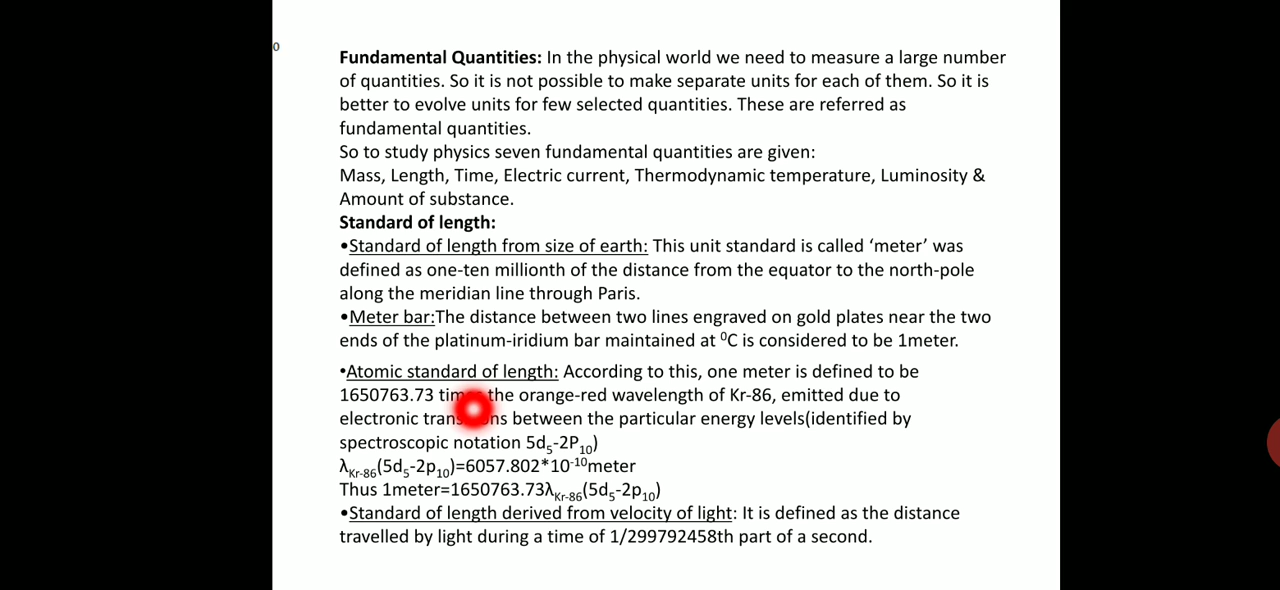 0
Fundamental Quantities: In the physical world we need to measure a large number
of quantities. So it is not possible to make separate units for each of them. So it is
better to evolve units for few selected quantities. These are referred as
fundamental quantities.
So to study physics seven fundamental quantities are given:
Mass, Length, Time, Electric current, Thermodynamic temperature, Luminosity &
Amount of substance.
Standard of length:
•Standard of length from size of earth: This unit standard is called ‘meter’ was
defined as one-ten millionth of the distance from the equator to the north-pole
along the meridian line through Paris.
•Meter bar:The distance between two lines engraved on gold plates near the two
ends of the platinum-iridium bar maintained at ⁰C is considered to be 1meter.
•Atomic standard of length: According to this, one meter is defined to be
1650763.73 times the orange-red wavelength of Kr-86, emitted due to
electronic between the particular energy levels(identified by
spectroscopic notation 5d₅-2P₁₀)
λKr-86(5d₅-2p₁₀)=6057.802*10⁻¹⁰meter
Thus 1meter=1650763.73λKr-86(5d₅-2p₁₀)
•Standard of length derived from velocity of light: It is defined as the distance
travelled by light during a time of 1/299792458th part of a second.